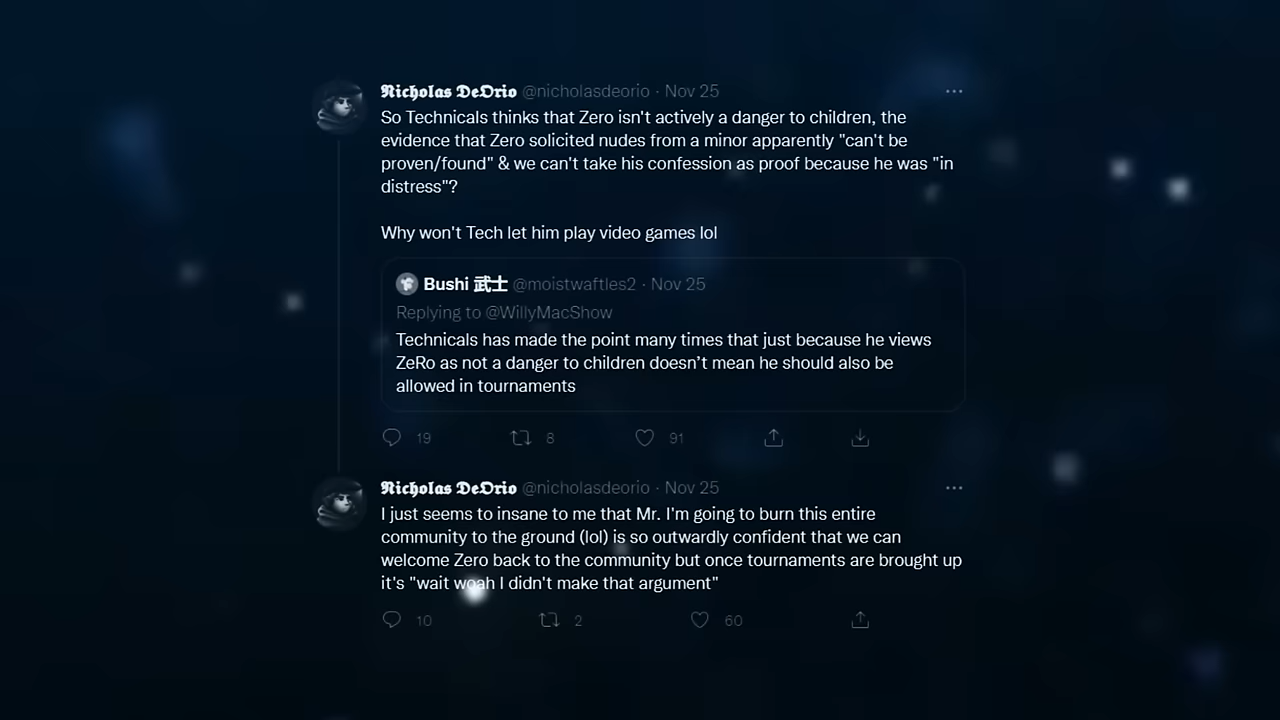 Nicholas DeOrio @nicholasdeorio · Nov 25
So Technicals thinks that Zero isn't actively a danger to children, the
evidence that Zero solicited nudes from a minor apparently "can't be
proven/found" & we can't take his confession as proof because he was "in
distress"?
Why won't Tech let him play video games lol
Bushi 武士 @moistwaftles2 · Nov 25
Replying to @WillyMacShow
Technicals has made the point many times that just because he views
ZeRo as not a danger to children doesn’t mean he should also be
allowed in tournaments
19 8 91
Nicholas DeOrio @nicholasdeorio · Nov 25
I just seems to insane to me that Mr. I'm going to burn this entire
community to the ground (lol) is so outwardly confident that we can
welcome Zero back to the community but once tournaments are brought up
it's "wait woah I didn't make that argument"
10 2 60